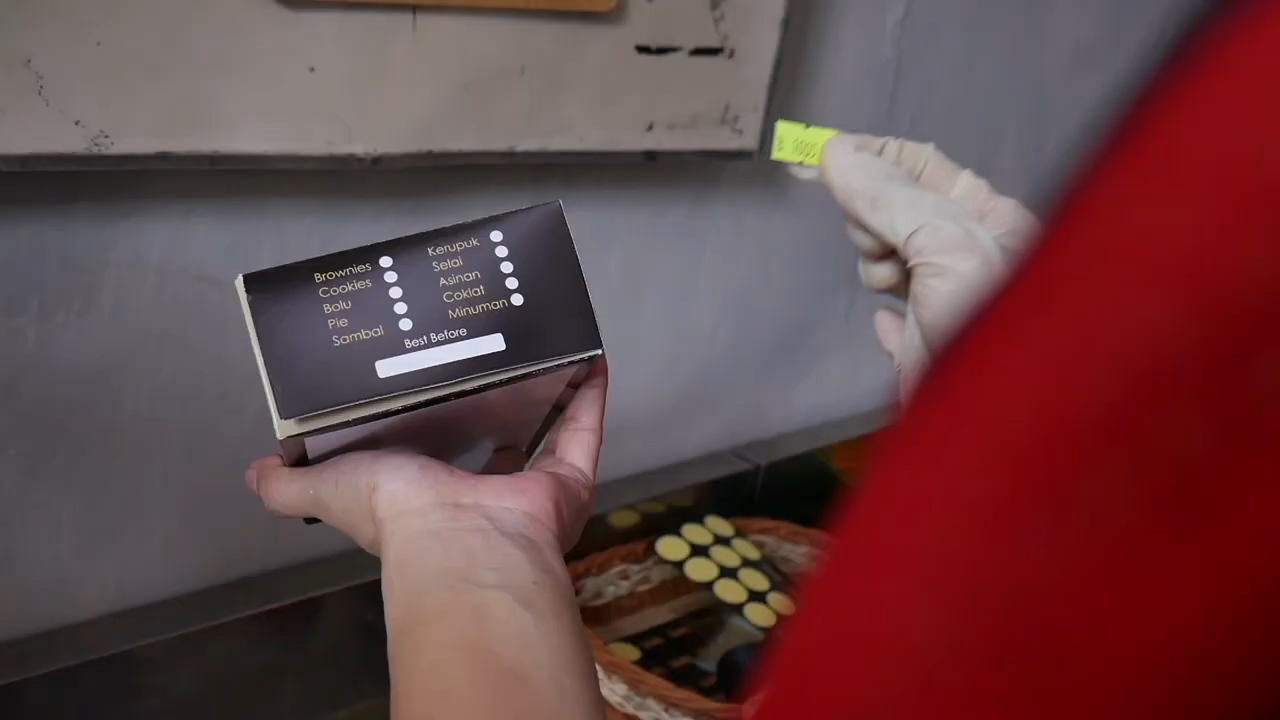 Brownies
Cookies
Bolu
Pie
Sambal
Kerupuk
Selai
Asinan
Coklat
Minuman
Best Before